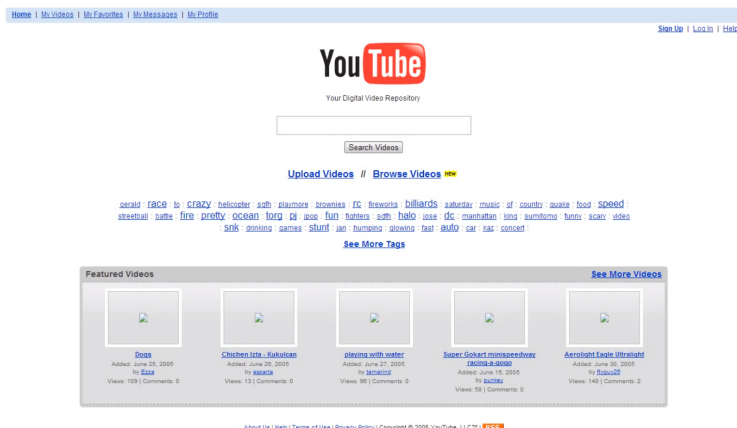 Home | My Videos | My Favorites | My Messages | My Profile
Sign Up | Log In | Help
YouTube
Your Digital Video Repository
Search Videos
Upload Videos // Browse Videos NEW
gerald : race : to : crazy : helicopter : sqfh : playmore : brownies : rc : fireworks : billiards : saturday : music : of : country : quake : food : speed :
streetball : battle : fire : pretty : ocean : torg : pj : jpop : fun : fighters : sdfh : halo : jose : dc : manhattan : king : sumitomo : funny : scary : video
: snk : drinking : games : stunt : jan : humping : glowing : fast : auto : car : kaz : concert :
See More Tags
Featured Videos See More Videos
Dogs
Added: June 25, 2005
by Ezza
Views: 109 | Comments: 0
Chichen Izta - Kukulcan
Added: June 26, 2005
by esparta
Views: 13 | Comments: 0
playing with water
Added: June 27, 2005
by tamerind
Views: 96 | Comments: 0
Super Gokart minispeedway
racing-a-gogo
Added: June 15, 2005
by
Views: 58 | Comments: 0
Aerolight Eagle Ultralight
Added: June 30, 2005
by
Views: 140 | Comments: 2
About Us | Help | Terms of Use | Privacy Policy | Copyright © 2005 YouTube, LLC™ | RSS